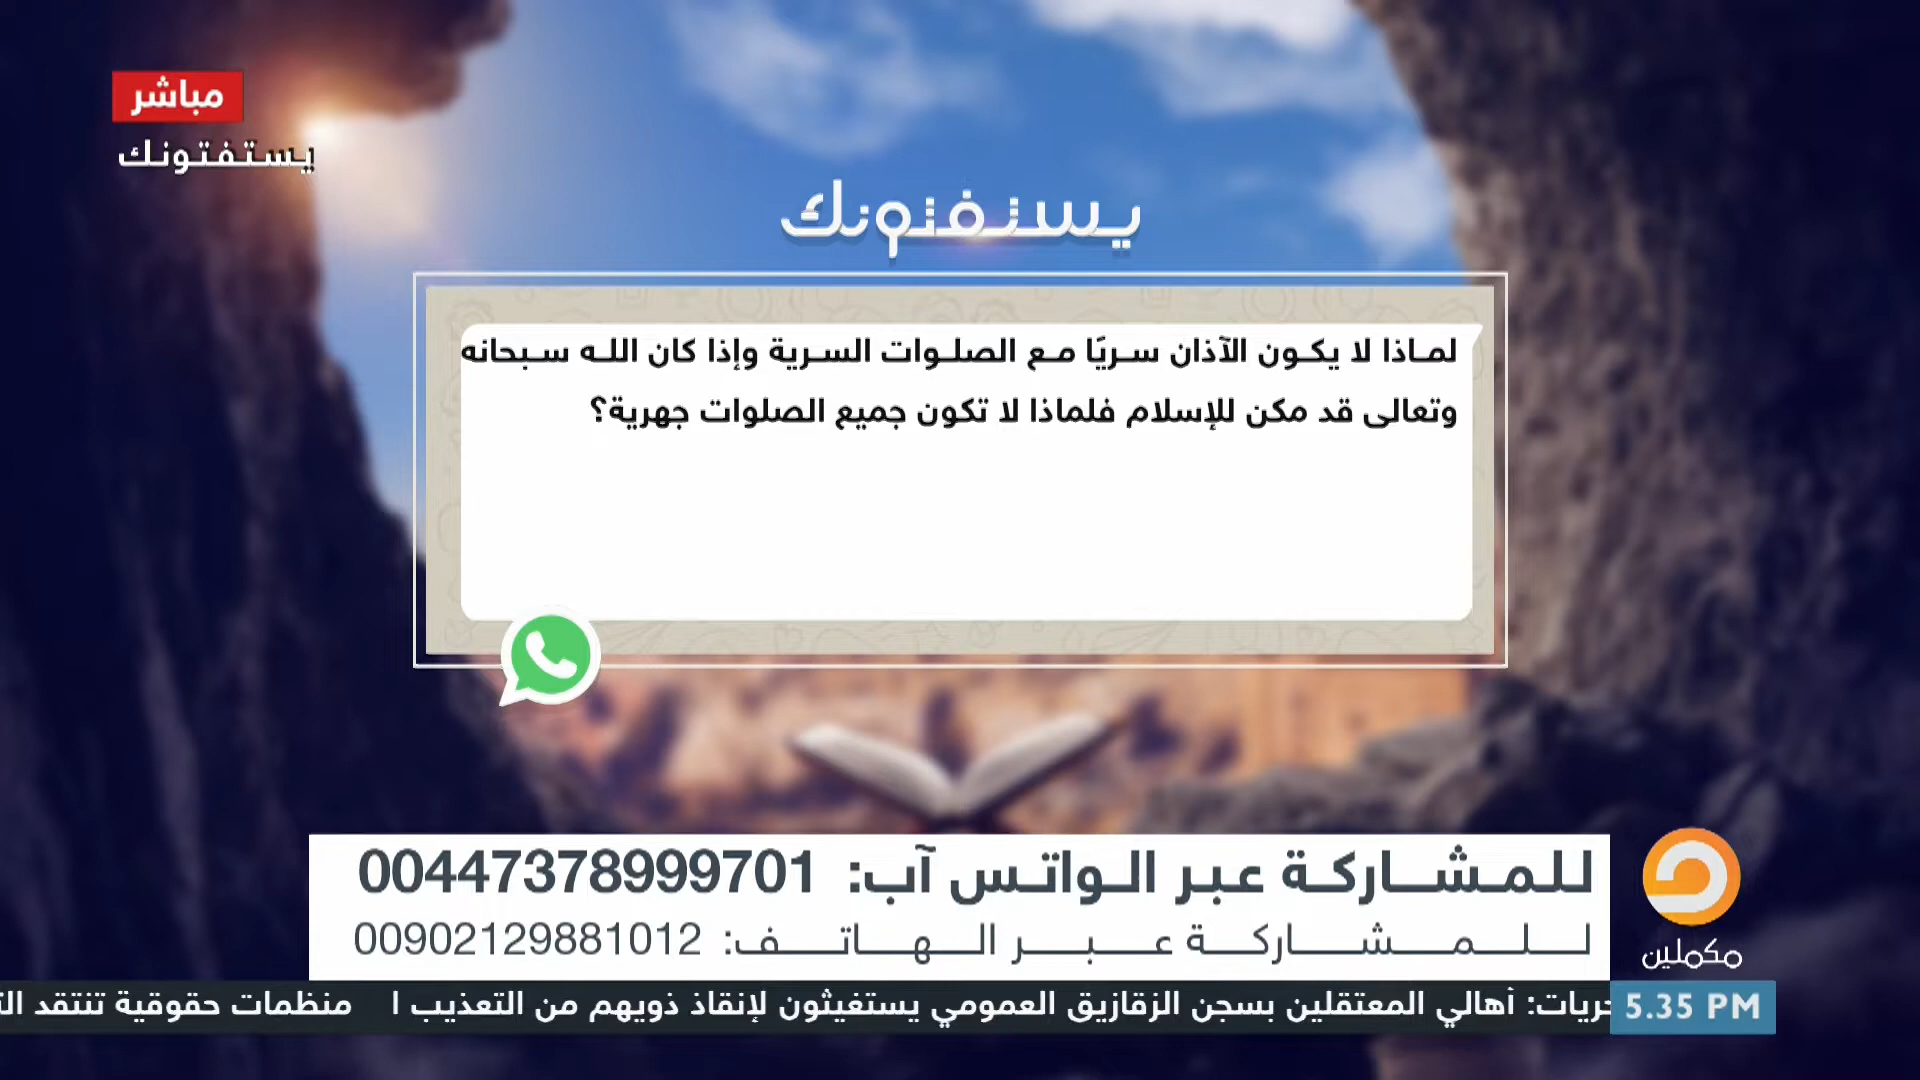 مباشر
يستفتونك
يستفتونك
لماذا لا يكون الآذان سريًا مع الصلوات السرية وإذا كان الله سبحانه
وتعالى قد مكن للإسلام فلماذا لا تكون جميع الصلوات جهرية؟
للمشاركة عبر الواتس آب: 00447378999701
للمشاركة عبر الهاتف: 00902129881012
مكملين
حريات: أهالي المعتقلين بسجن الزقازيق العمومي يستغيثون لإنقاذ ذويهم من التعذيب ا منظمات حقوقية تنتقد
5.35 PM